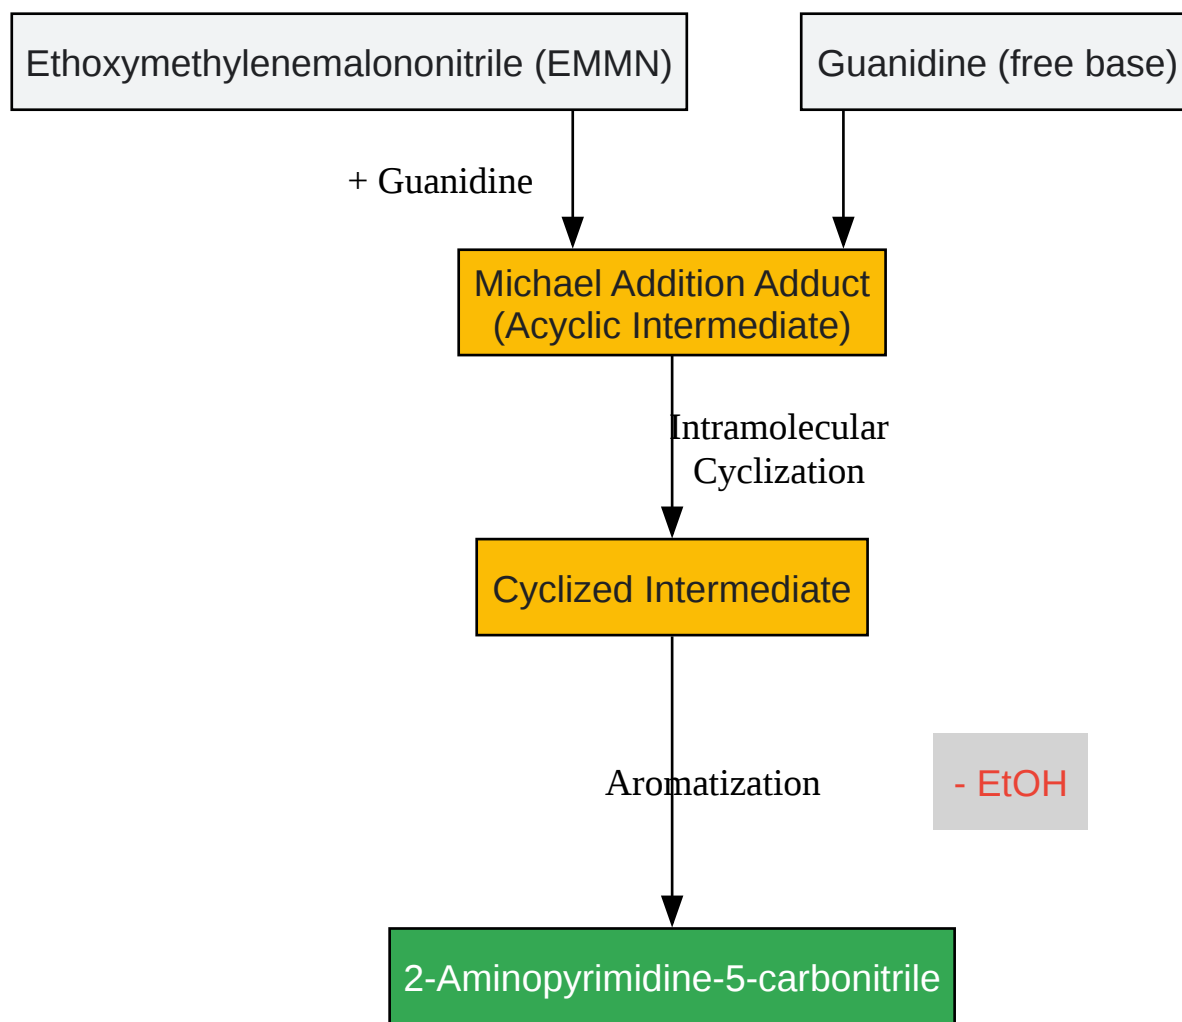 Ethoxymethylenemalononitrile (EMMN)
Guanidine (free base)
+ Guanidine
Michael Addition Adduct
(Acyclic Intermediate)
Intramolecular
Cyclization
Cyclized Intermediate
Aromatization
- EtOH
2-Aminopyrimidine-5-carbonitrile